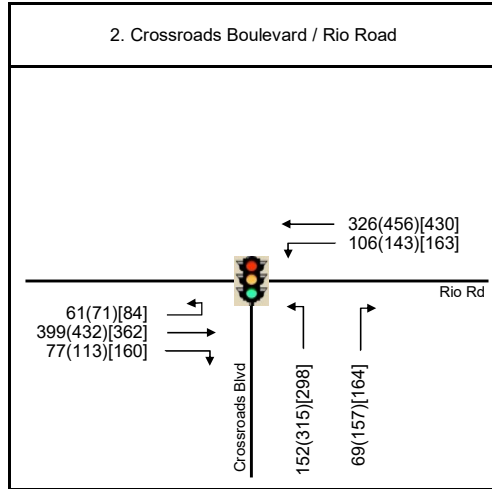 2. Crossroads Boulevard / Rio Road
326(456)[430]
106(143)[163]
Rio Rd
61(71)[84]
399(432)[362]
77(113)[160]
Crossroads Blvd
152(315)[298]
69(157)[164]